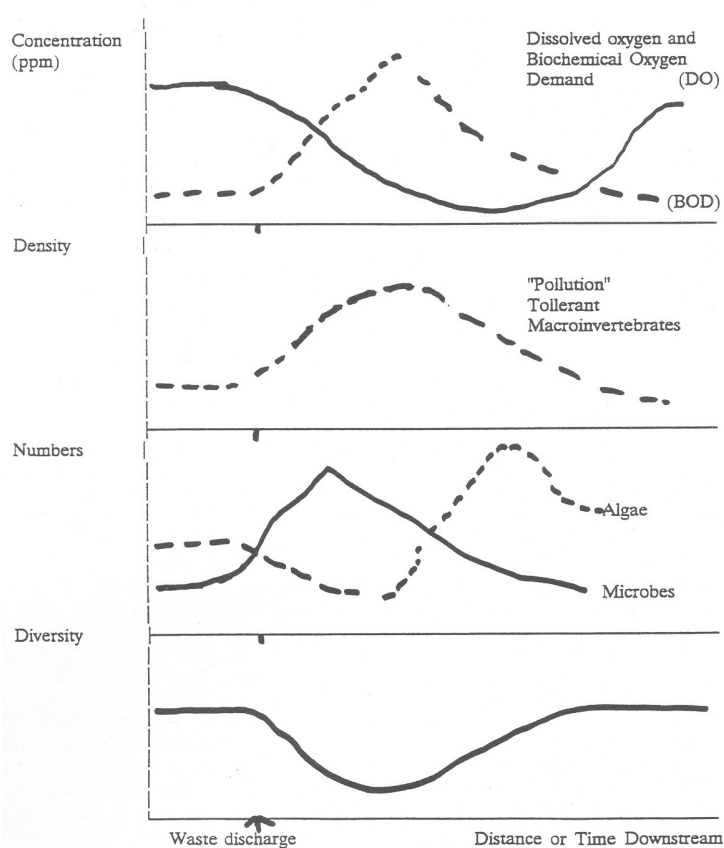 Concentration
(ppm)
Dissolved oxygen and
Biochemical Oxygen
Demand
(DO)
(BOD)
Density
"Pollution"
Tollerant
Macroinvertebrates
Numbers
Algae
Microbes
Diversity
Waste discharge
Distance or Time Downstream